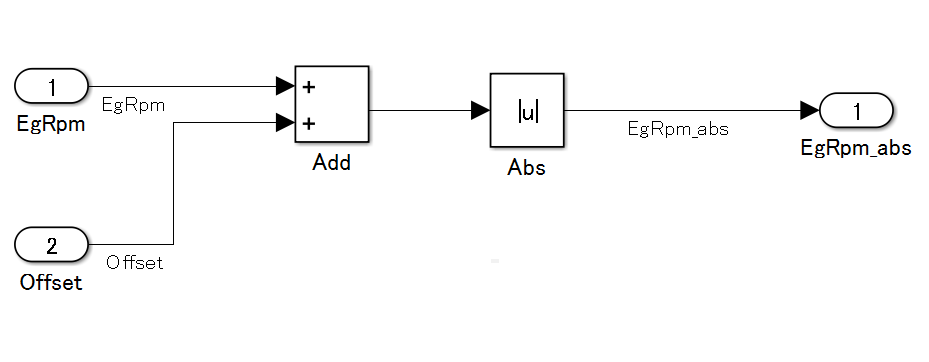 1
EgRpm
EgRpm
+
+
Add
|u|
Abs
EgRpm_abs
1
EgRpm_abs
2
Offset
Offset